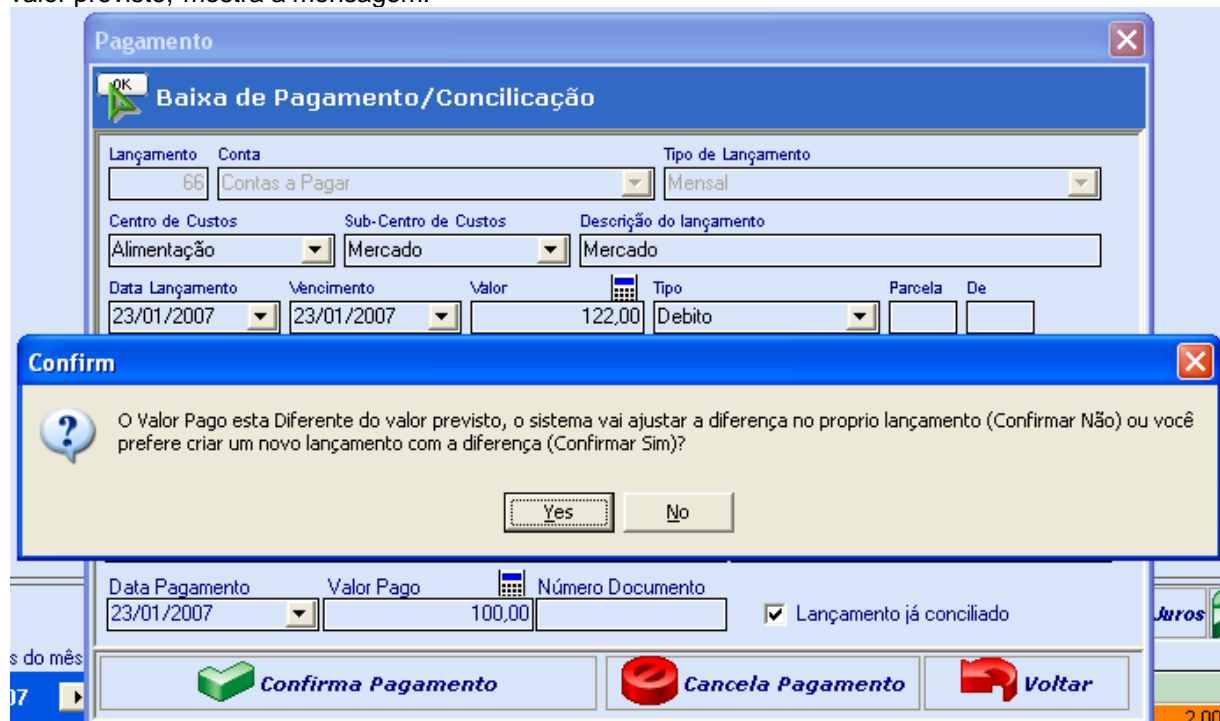 valor previsto, mostra a mensagem.
Pagamento
OK
Baixa de Pagamento/Concilicação
Lançamento Conta Tipo de Lançamento
66 Contas a Pagar Mensal
Centro de Custos Sub-Centro de Custos Descrição do lançamento
Alimentação Mercado Mercado
Data Lançamento Vencimento Valor Tipo Parcela De
23/01/2007 23/01/2007 122,00 Debito
Confirm
O Valor Pago esta Diferente do valor previsto, o sistema vai ajustar a diferença no proprio lançamento (Confirmar Não) ou você
prefere criar um novo lançamento com a diferença (Confirmar Sim)?
Yes No
Data Pagamento Valor Pago Número Documento
23/01/2007 100,00 Lançamento já conciliado
Juros
s do mês
Confirma Pagamento Cancela Pagamento Voltar
07
2.00